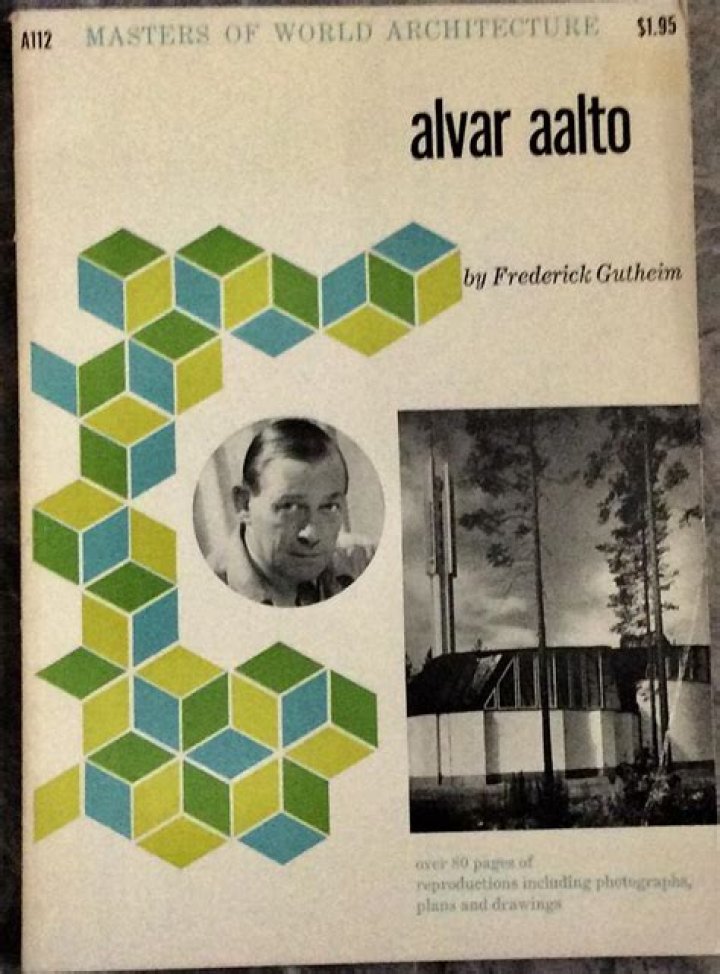 A112 MASTERS OF WORLD ARCHITECTURE $1.95
alvar aalto
by Frederick Gutheim
over 80 pages of
reproductions including photographs,
plans and drawings